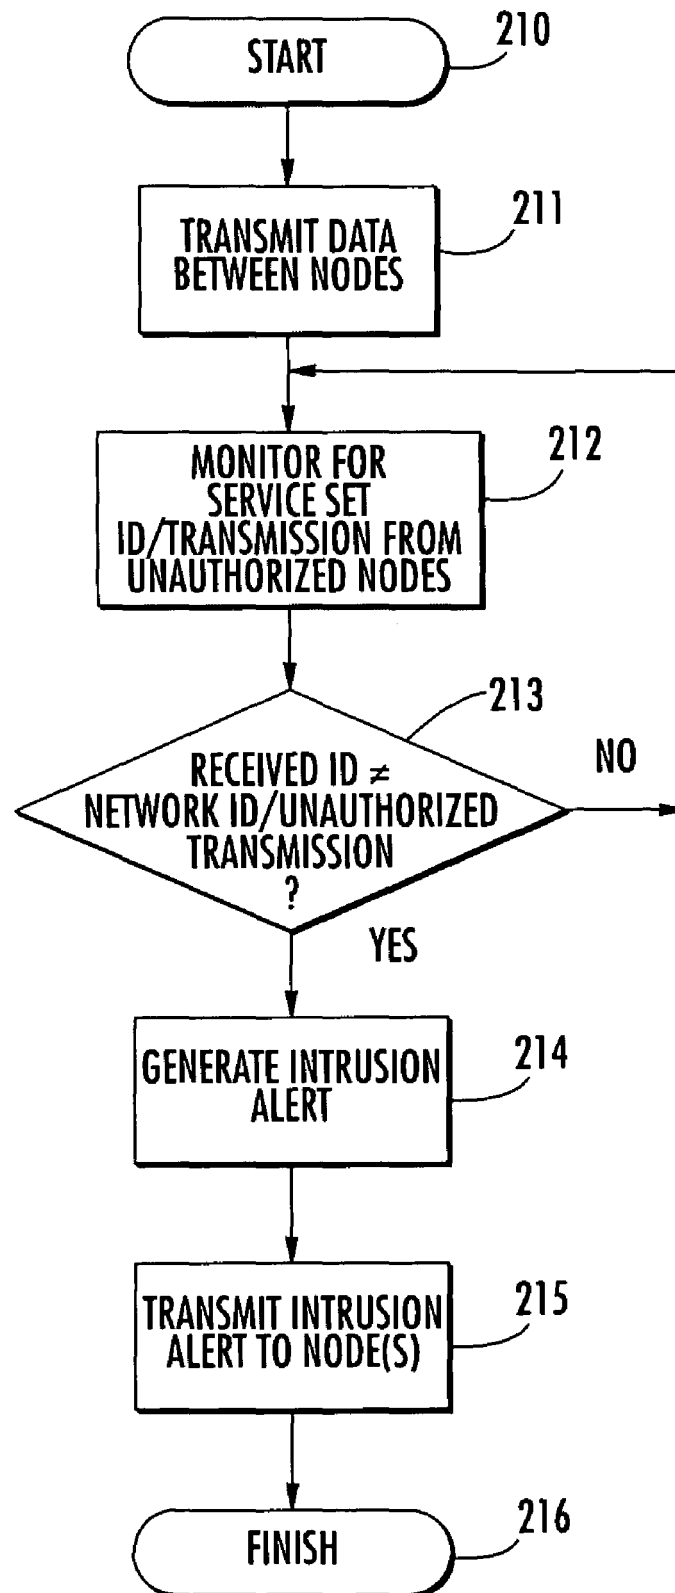 START
210
TRANSMIT DATA
BETWEEN NODES
211
MONITOR FOR
SERVICE SET
ID/TRANSMISSION FROM
UNAUTHORIZED NODES
212
213
RECEIVED ID ≠
NETWORK ID/UNAUTHORIZED
TRANSMISSION
?
NO
YES
GENERATE INTRUSION
ALERT
214
TRANSMIT INTRUSION
ALERT TO NODE(S)
215
FINISH
216